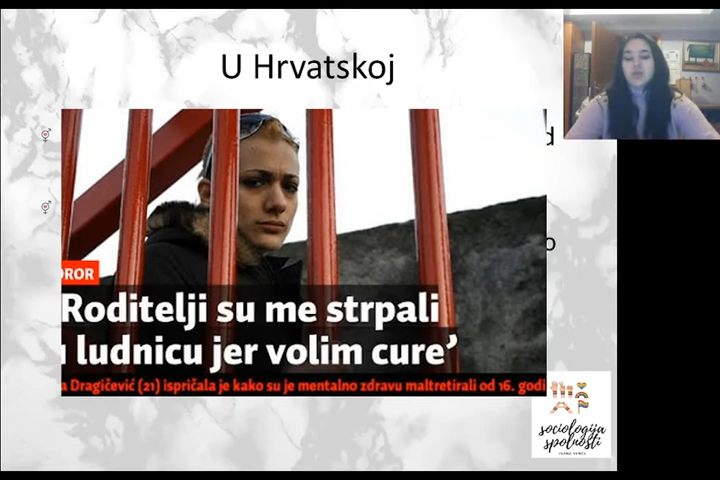 U Hrvatskoj
d
o
OROR
Roditelji su me strpali
u ludnicu jer volim cure’
a Dragičević (21) ispričala je kako su je mentalno zdravu maltretirali od 16. godi
sociologija
spolnosti